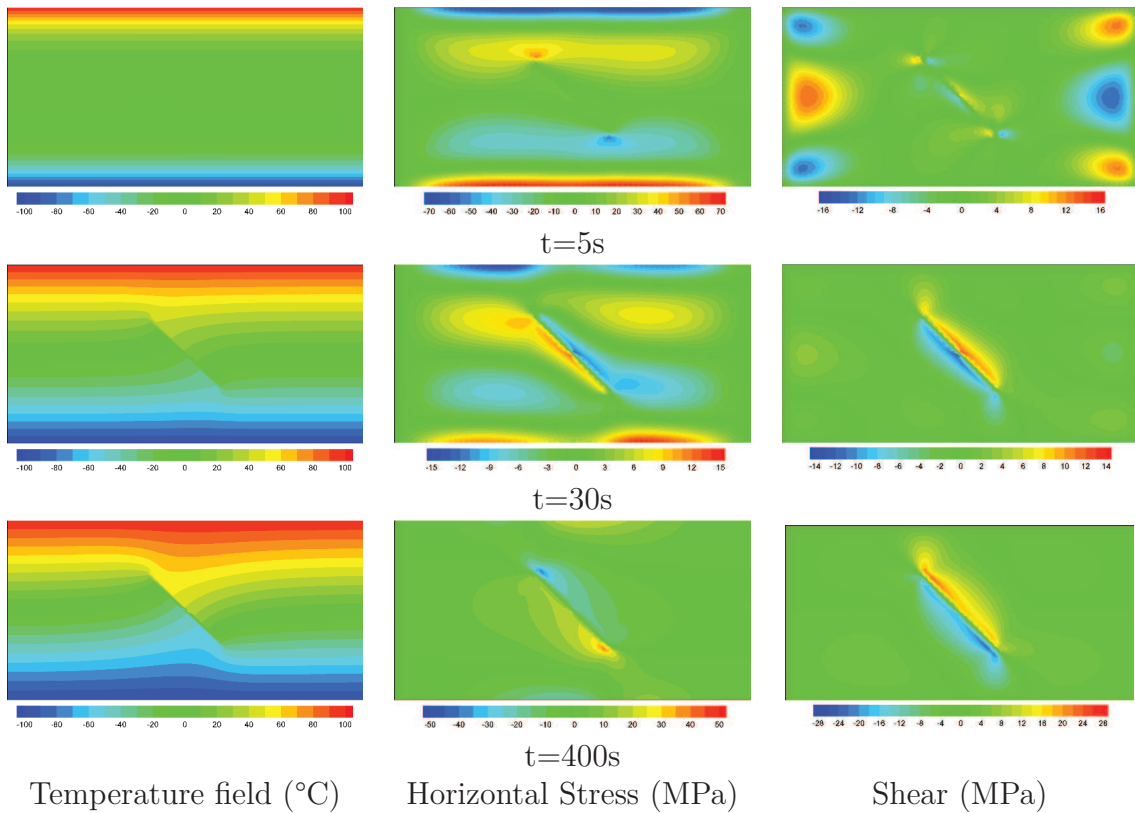 -100 -80 -60 -40 -20 0 20 40 60 80 100
-70 -60 -50 -40 -30 -20 -10 0 10 20 30 40 50 60 70
-16 -12 -8 -4 0 4 8 12 16
t=5s
-100 -80 -60 -40 -20 0 20 40 60 80 100
-15 -12 -9 -6 -3 0 3 6 9 12 15
-14 -12 -10 -8 -6 -4 -2 0 2 4 6 8 10 12 14
t=30s
-100 -80 -60 -40 -20 0 20 40 60 80 100
-50 -40 -30 -20 -10 0 10 20 30 40 50
-28 -24 -20 -16 -12 -8 -4 0 4 8 12 16 20 24 28
t=400s
Temperature field (°C) Horizontal Stress (MPa) Shear (MPa)